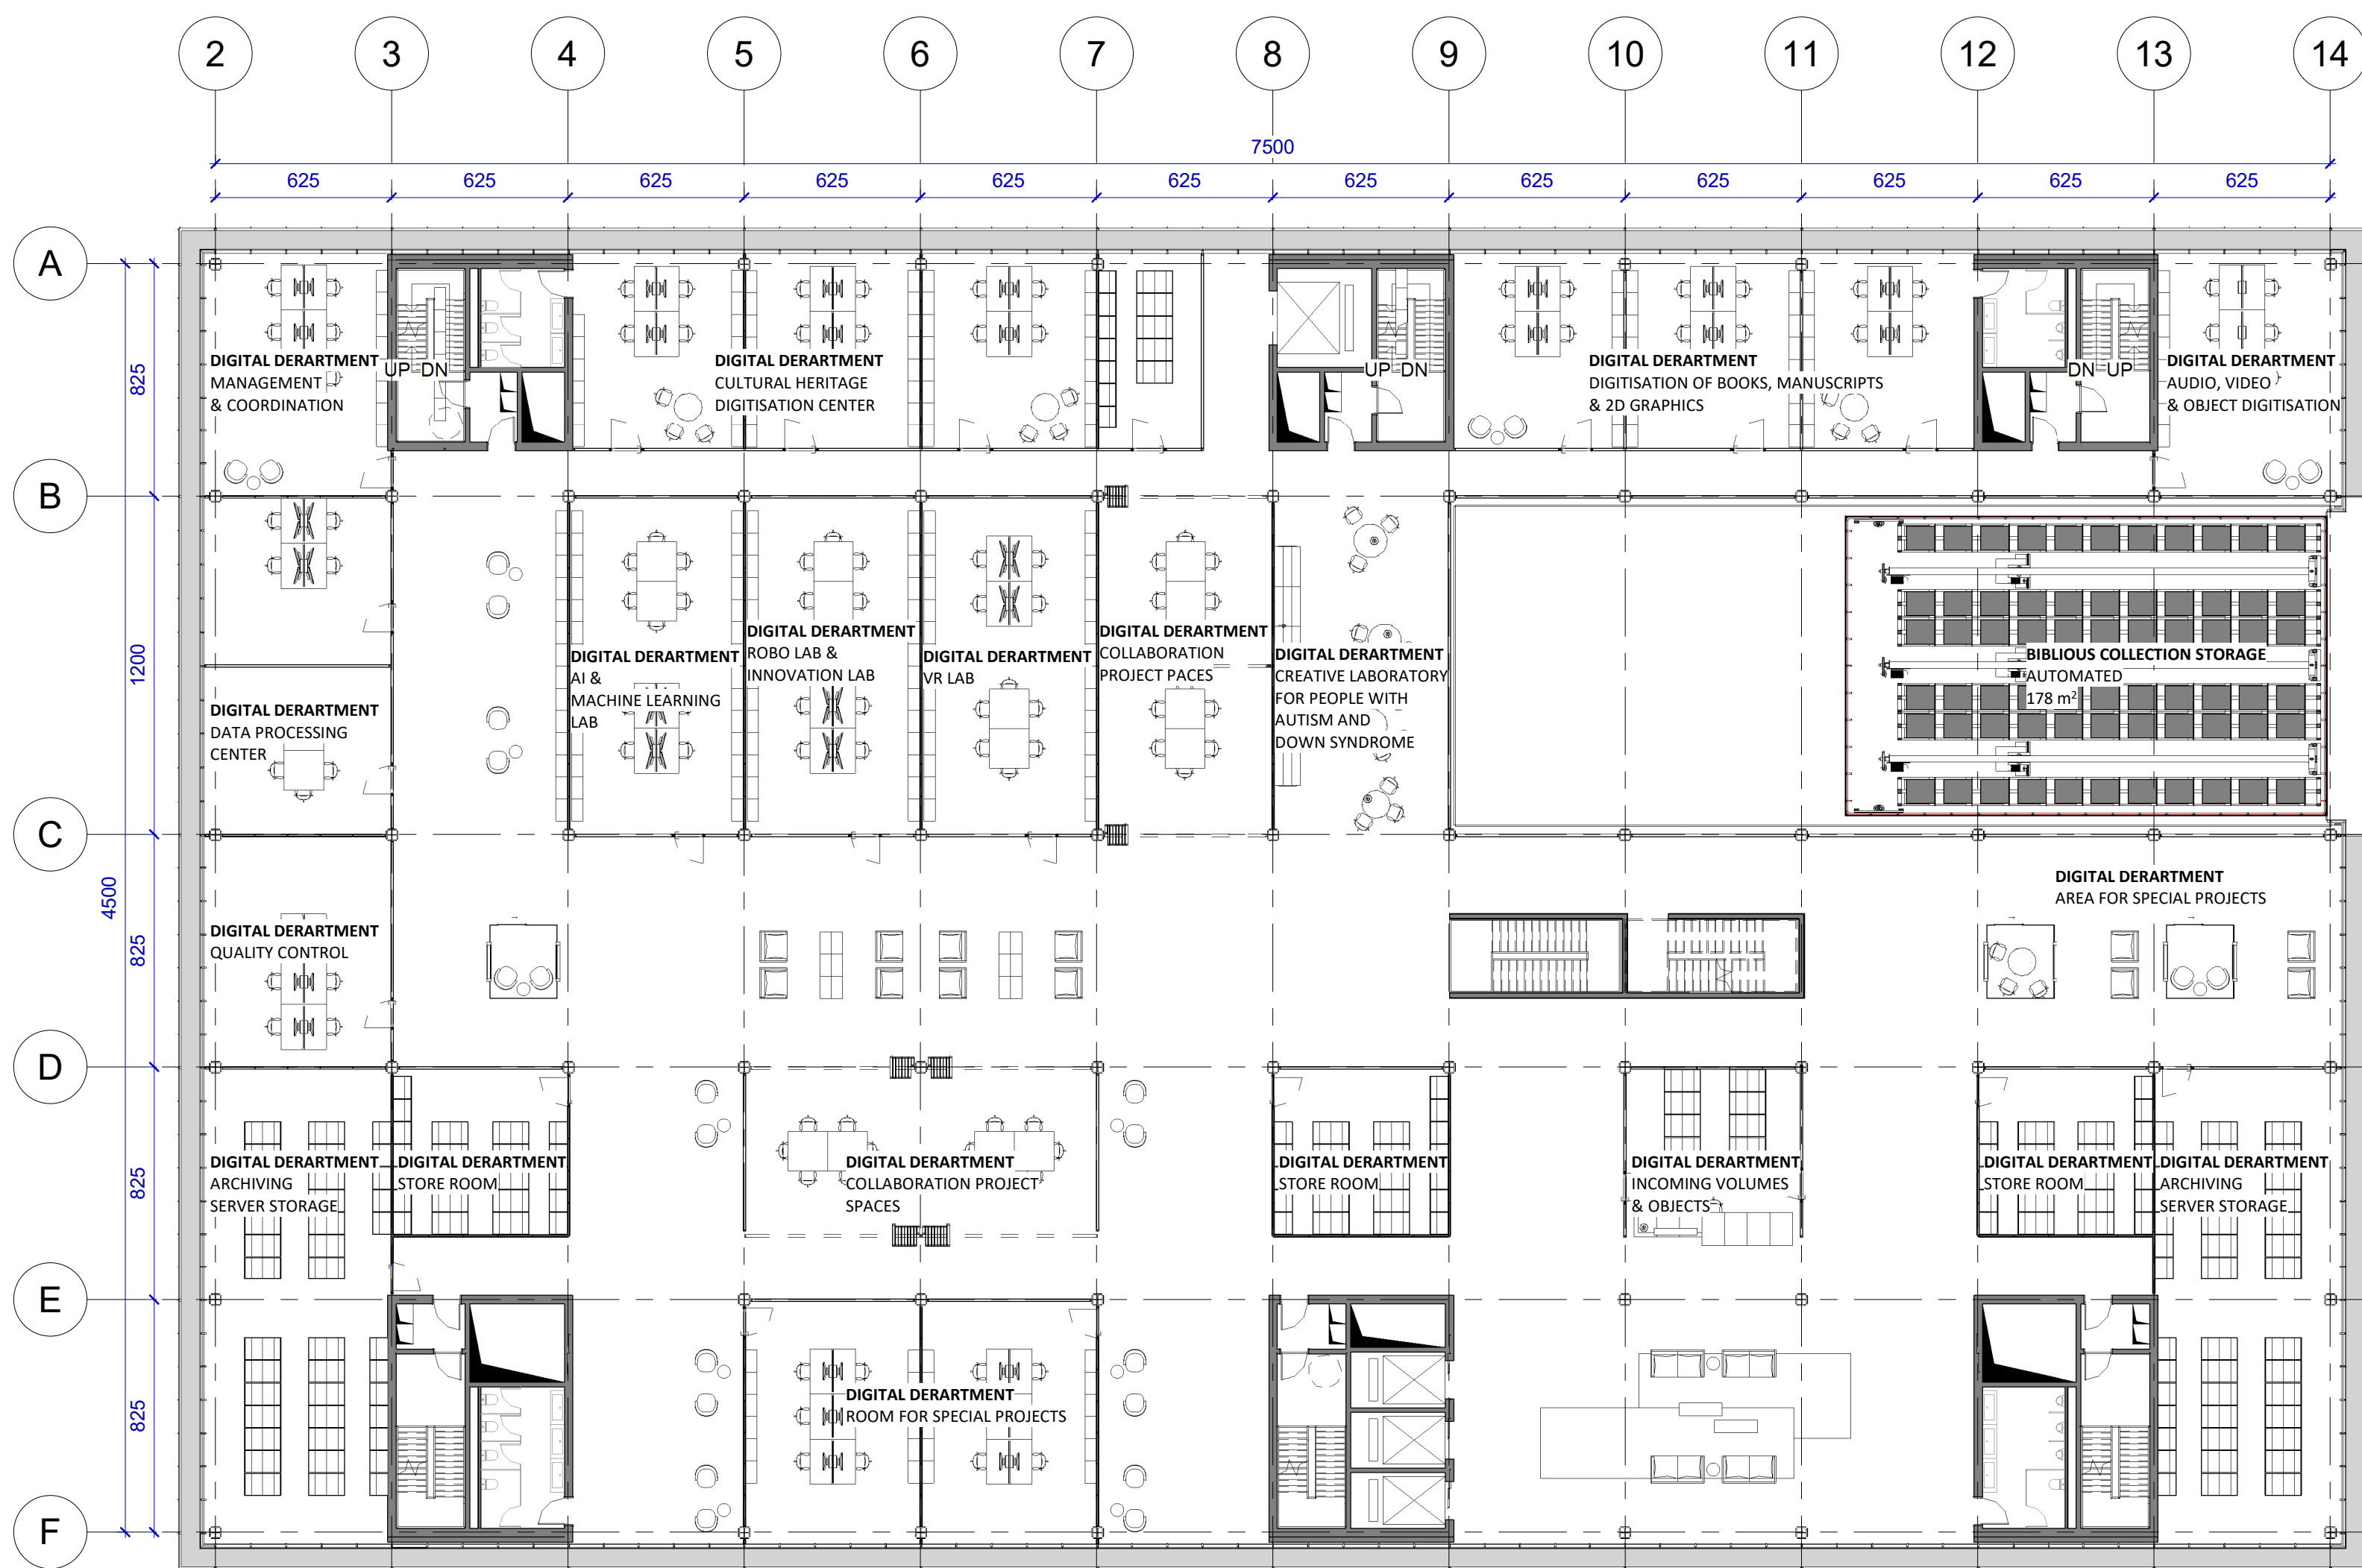 2 3 4 5 6 7 8 9 10 11 12 13 14
7500
625 625 625 625 625 625 625 625 625 625 625 625
A
B
C
D
E
F
825
1200
4500
825
825
825
DIGITAL DERARTMENT
MANAGEMENT
& COORDINATION
UP DN
DIGITAL DERARTMENT
CULTURAL HERITAGE
DIGITISATION CENTER
UP DN
DIGITAL DERARTMENT
DIGITISATION OF BOOKS, MANUSCRIPTS
& 2D GRAPHICS
DN UP
DIGITAL DERARTMENT
AUDIO, VIDEO
& OBJECT DIGITISATION
DIGITAL DERARTMENT
DATA PROCESSING
CENTER
DIGITAL DERARTMENT
AI &
MACHINE LEARNING
LAB
DIGITAL DERARTMENT
ROBO LAB &
INNOVATION LAB
DIGITAL DERARTMENT
VR LAB
DIGITAL DERARTMENT
COLLABORATION
PROJECT PACES
DIGITAL DERARTMENT
CREATIVE LABORATORY
FOR PEOPLE WITH
AUTISM AND
DOWN SYNDROME
BIBLIOUS COLLECTION STORAGE
AUTOMATED
178 m²
DIGITAL DERARTMENT
QUALITY CONTROL
DIGITAL DERARTMENT
AREA FOR SPECIAL PROJECTS
DIGITAL DERARTMENT
ARCHIVING
SERVER STORAGE
DIGITAL DERARTMENT
STORE ROOM
DIGITAL DERARTMENT
COLLABORATION PROJECT
SPACES
DIGITAL DERARTMENT
STORE ROOM
DIGITAL DERARTMENT
INCOMING VOLUMES
& OBJECTS
DIGITAL DERARTMENT
STORE ROOM
DIGITAL DERARTMENT
ARCHIVING
SERVER STORAGE
DIGITAL DERARTMENT
ROOM FOR SPECIAL PROJECTS